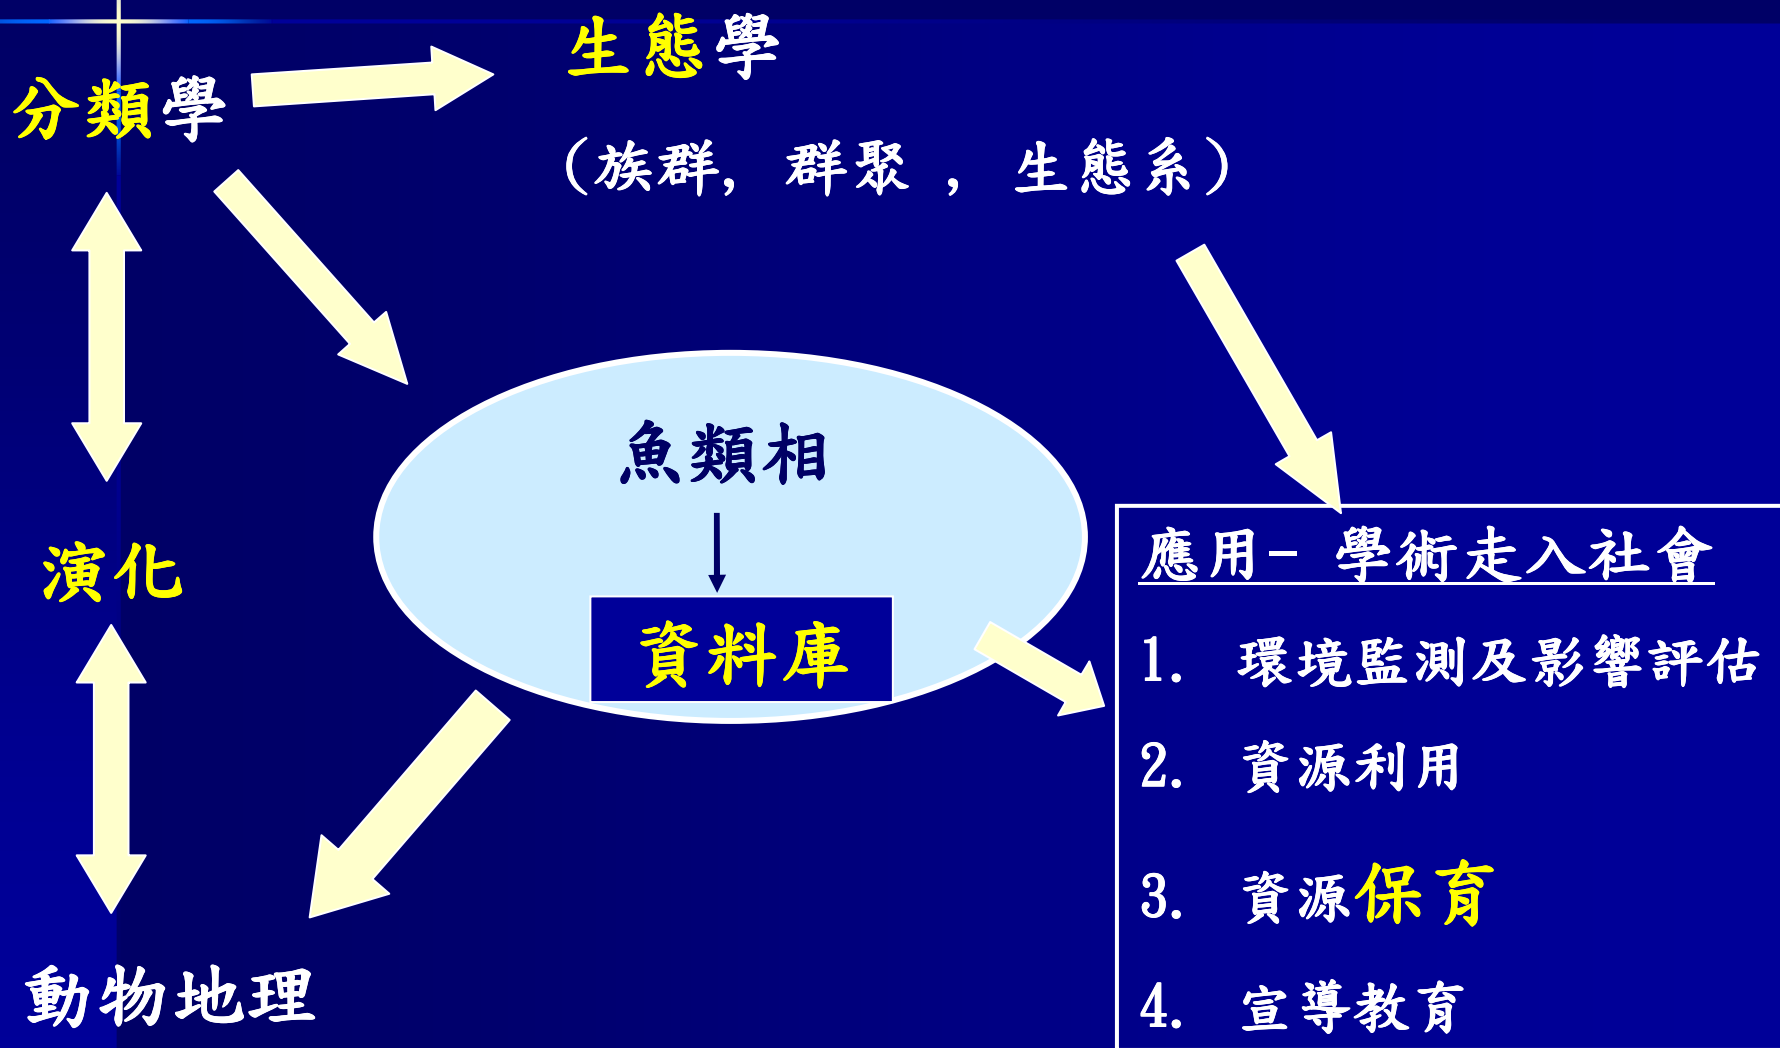 生態學
分類學
(族群, 群聚 , 生態系)
魚類相
資料庫
演化
動物地理
應用- 學術走入社會
1. 環境監測及影響評估
2. 資源利用
3. 資源保育
4. 宣導教育